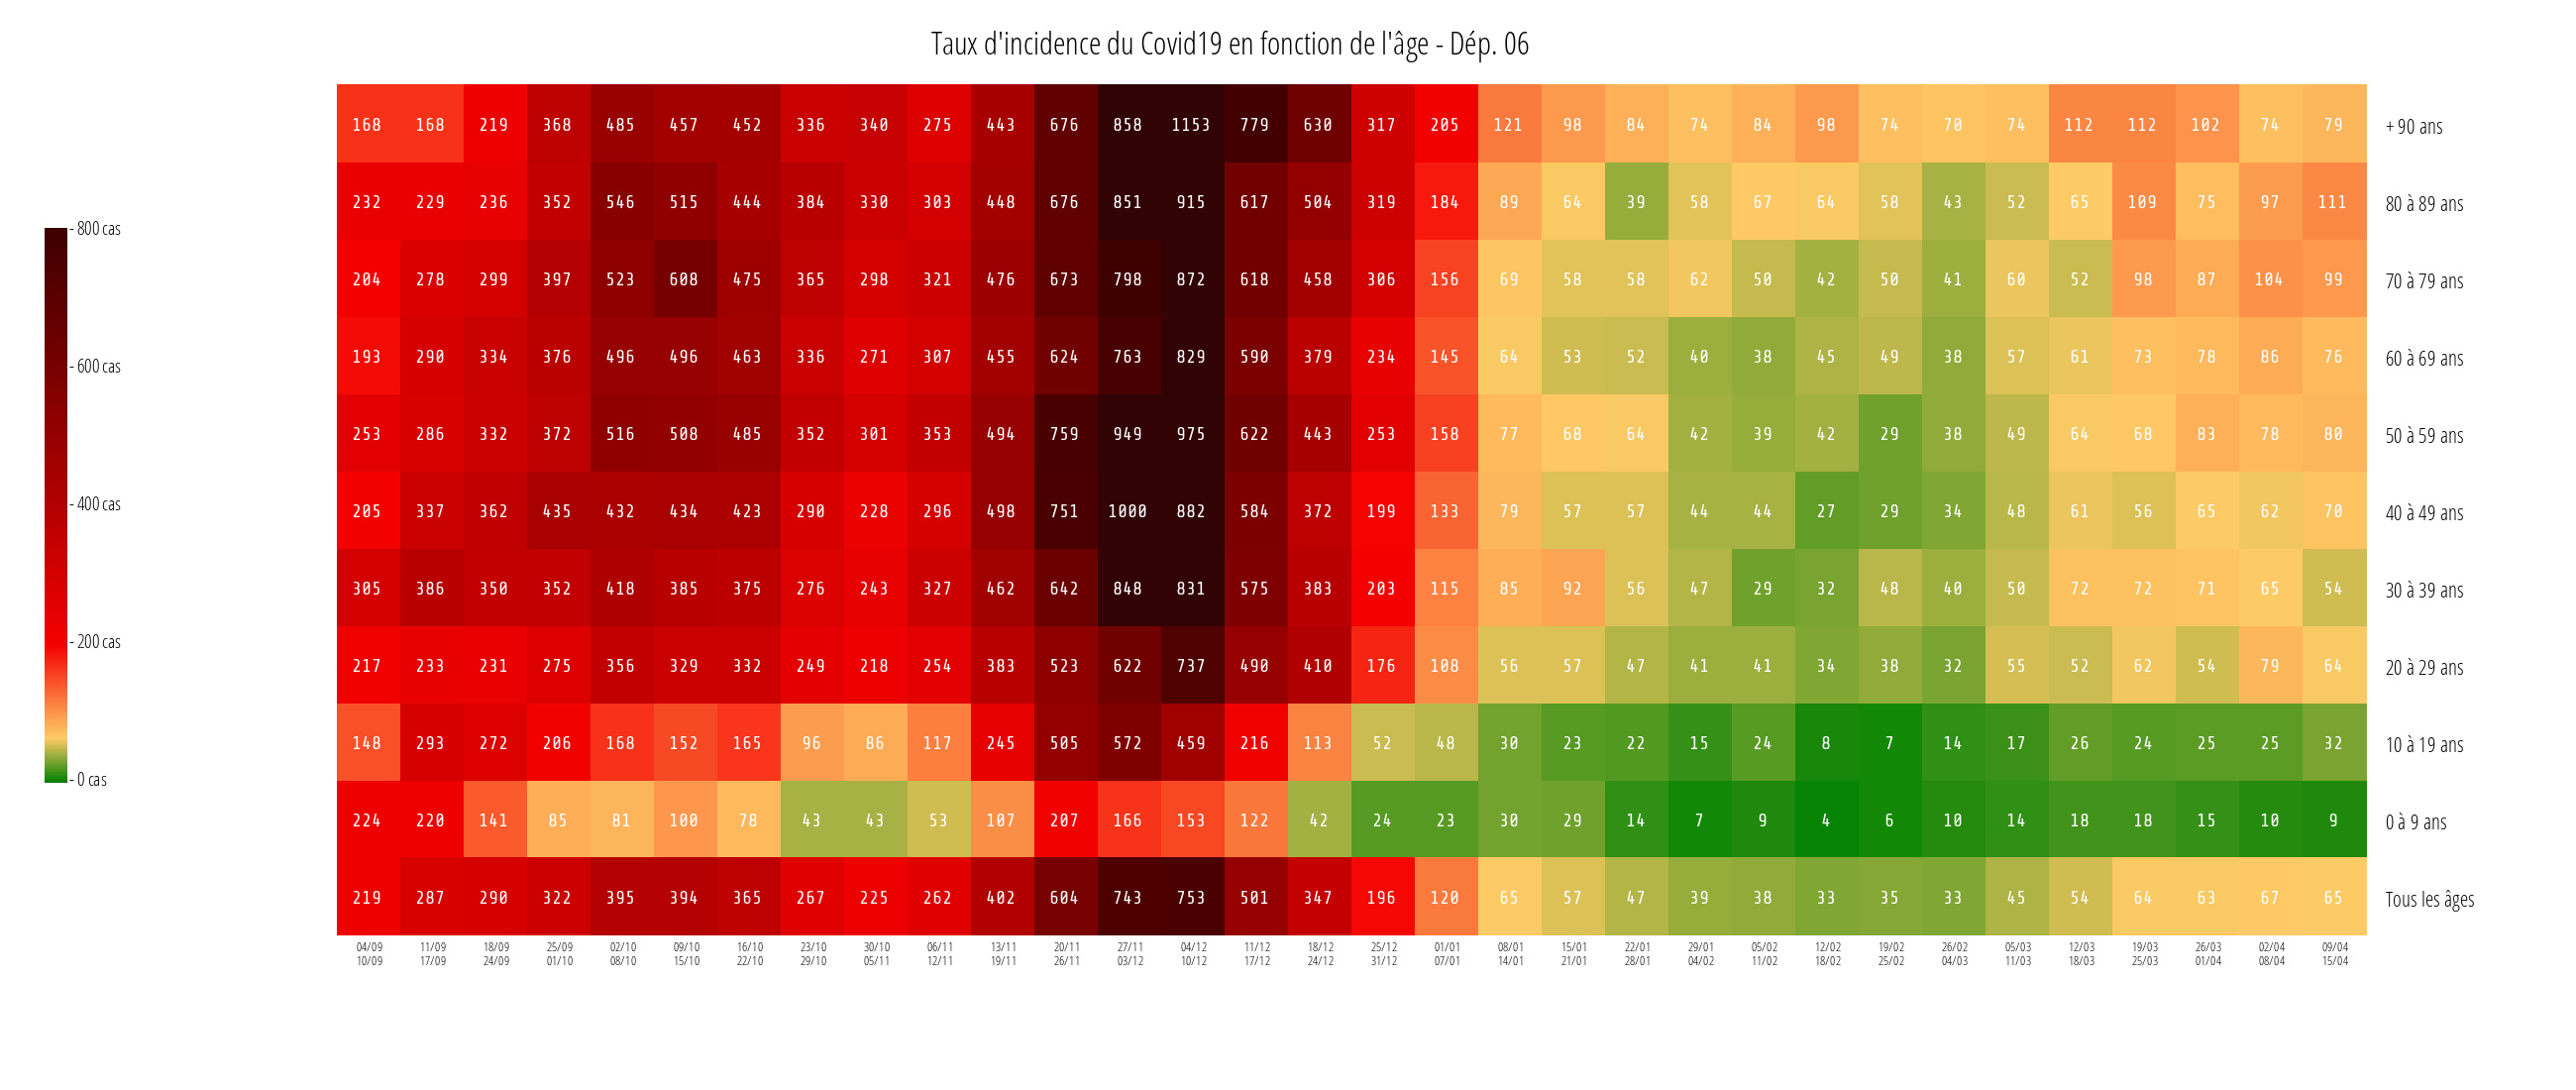 Taux d'incidence du Covid19 en fonction de l'âge - Dép. 06
168 168 219 368 485 457 452 336 340 275 443 676 858 1153 779 630 317 205 121 98 84 74 84 98 74 70 74 112 112 102 74 79 + 90 ans
232 229 236 352 546 515 444 384 330 303 448 676 851 915 617 504 319 184 89 64 39 58 67 64 58 43 52 65 109 75 97 111 80 à 89 ans
- 800 cas
204 278 299 397 523 608 475 365 298 321 476 673 798 872 618 458 306 156 69 58 58 62 50 42 50 41 60 52 98 87 104 99 70 à 79 ans
193 290 334 376 496 496 463 336 271 307 455 624 763 829 590 379 234 145 64 53 52 40 38 45 49 38 57 61 73 78 86 76 60 à 69 ans
- 600 cas
253 286 332 372 516 508 485 352 301 353 494 759 949 975 622 443 253 158 77 68 64 42 39 42 29 38 49 64 68 83 78 80 50 à 59 ans
- 400 cas
205 337 362 435 432 434 423 290 228 296 498 751 1000 882 584 372 199 133 79 57 57 44 44 27 29 34 48 61 56 65 62 70 40 à 49 ans
305 386 350 352 418 385 375 276 243 327 462 642 848 831 575 383 203 115 85 92 56 47 29 32 48 40 50 72 72 71 65 54 30 à 39 ans
- 200 cas
217 233 231 275 356 329 332 249 218 254 383 523 622 737 490 410 176 108 56 57 47 41 41 34 38 32 55 52 62 54 79 64 20 à 29 ans
148 293 272 206 168 152 165 96 86 117 245 505 572 459 216 113 52 48 30 23 22 15 24 8 7 14 17 26 24 25 25 32 10 à 19 ans
- 0 cas
224 220 141 85 81 100 78 43 43 53 107 207 166 153 122 42 24 23 30 29 14 7 9 4 6 10 14 18 18 15 10 9 0 à 9 ans
219 287 290 322 395 394 365 267 225 262 402 604 743 753 501 347 196 120 65 57 47 39 38 33 35 33 45 54 64 63 67 65 Tous les âges
04/09 11/09 18/09 25/09 02/10 09/10 16/10 23/10 30/10 06/11 13/11 20/11 27/11 04/12 11/12 18/12 25/12 01/01 08/01 15/01 22/01 29/01 05/02 12/02 19/02 26/02 05/03 12/03 19/03 26/03 02/04 09/04
10/09 17/09 24/09 01/10 08/10 15/10 22/10 29/10 05/11 12/11 19/11 26/11 03/12 10/12 17/12 24/12 31/12 07/01 14/01 21/01 28/01 04/02 11/02 18/02 25/02 04/03 11/03 18/03 25/03 01/04 08/04 15/04